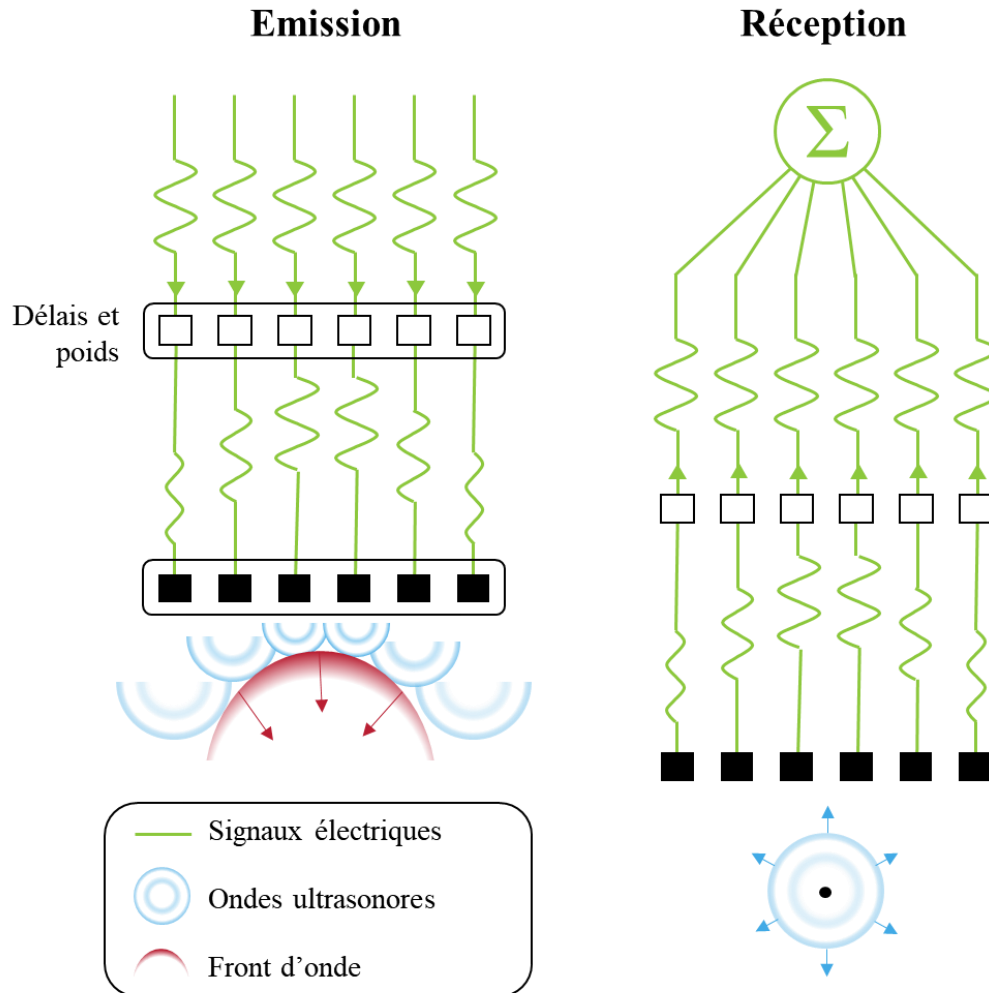 Emission
Réception
Σ
Délais et
poids
Signaux électriques
Ondes ultrasonores
Front d’onde